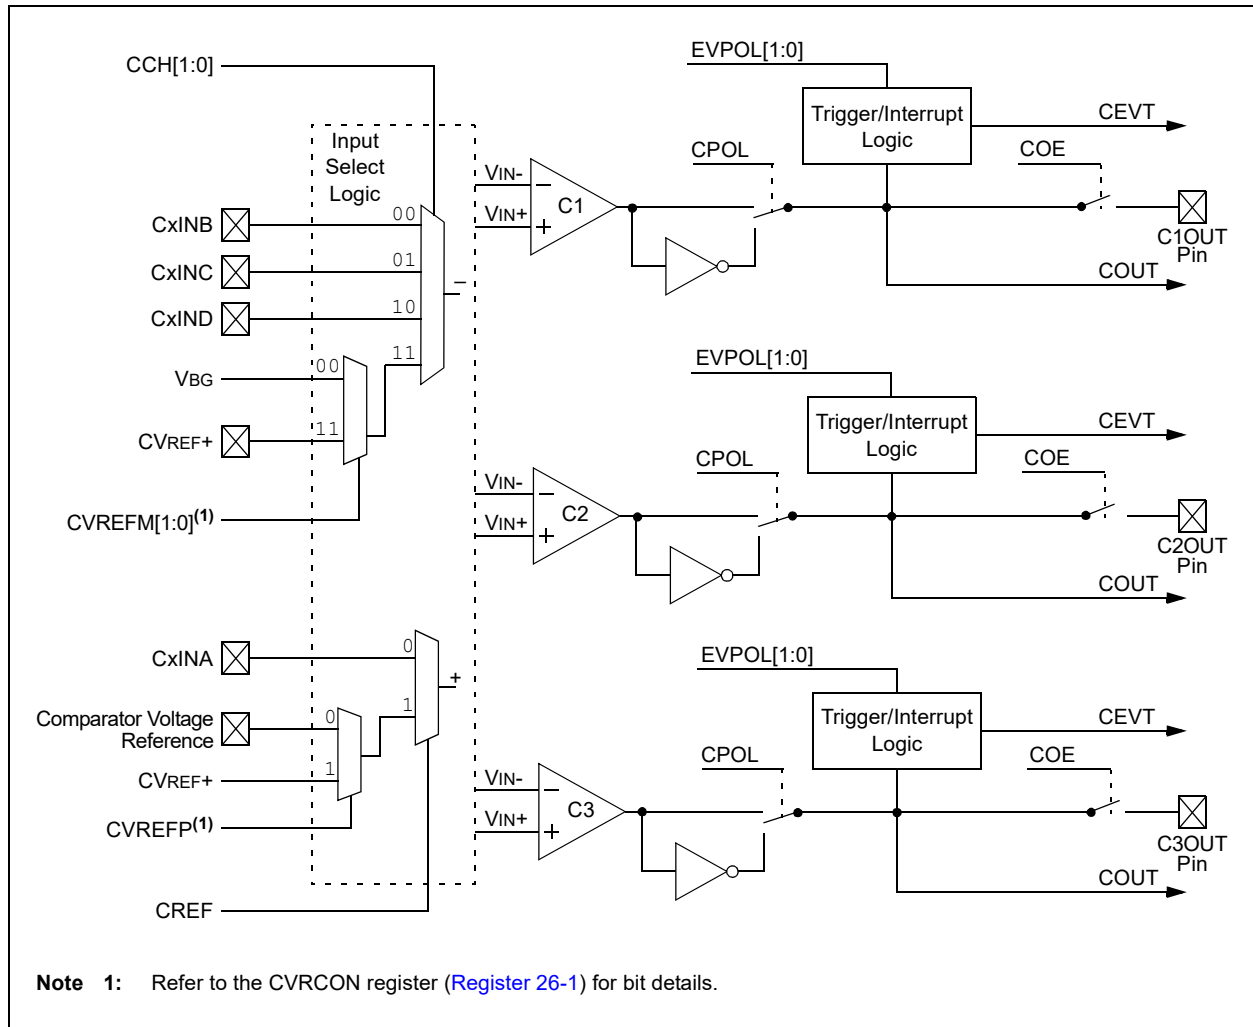 CCH[1:0]
Input
Select
Logic
CxINB
00
CxINC
01
CxIND
10
11
VBG
00
CVREF+
11
CVREFM[1:0](1)
–
CxINA
0
Comparator Voltage
Reference
0
1
CVREF+
1
CVREFP(1)
+
CREF
EVPOL[1:0]
Trigger/Interrupt
Logic
CEVT
CPOL
COE
VIN-
VIN+
–
+
C1
C1OUT
Pin
COUT
EVPOL[1:0]
Trigger/Interrupt
Logic
CEVT
CPOL
COE
VIN-
VIN+
–
+
C2
C2OUT
Pin
COUT
EVPOL[1:0]
Trigger/Interrupt
Logic
CEVT
CPOL
COE
VIN-
VIN+
–
+
C3
C3OUT
Pin
COUT
Note 1: Refer to the CVRCON register (Register 26-1) for bit details.